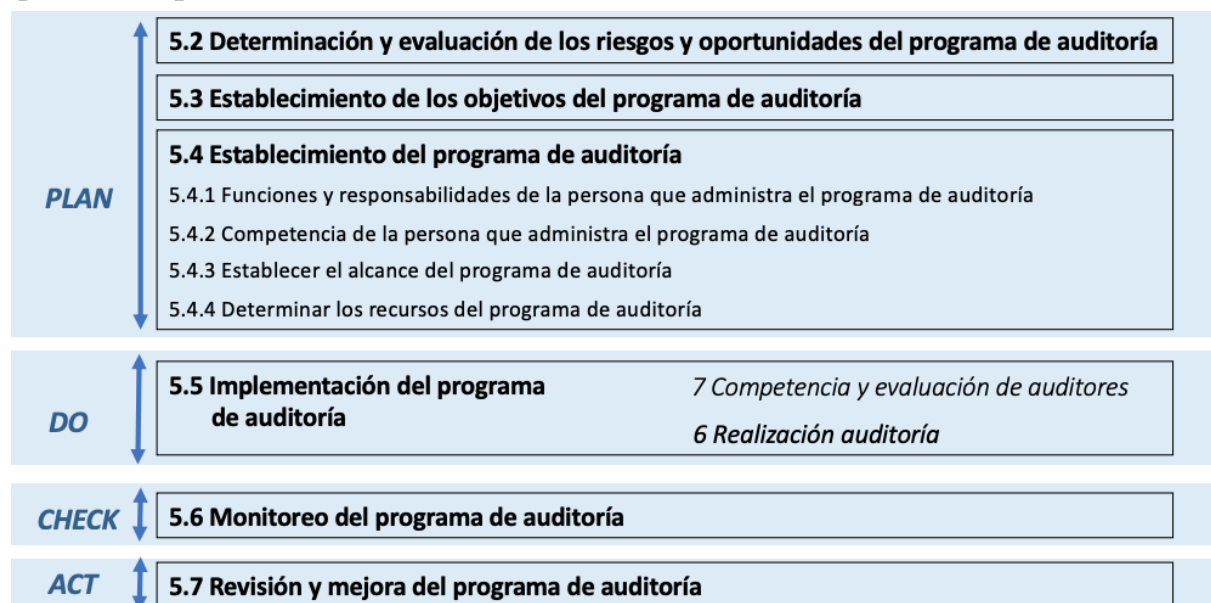 5.2 Determinación y evaluación de los riesgos y oportunidades del programa de auditoría
5.3 Establecimiento de los objetivos del programa de auditoría
5.4 Establecimiento del programa de auditoría
PLAN
5.4.1 Funciones y responsabilidades de la persona que administra el programa de auditoría
5.4.2 Competencia de la persona que administra el programa de auditoría
5.4.3 Establecer el alcance del programa de auditoría
5.4.4 Determinar los recursos del programa de auditoría
DO
5.5 Implementación del programa
de auditoría
7 Competencia y evaluación de auditores
6 Realización auditoría
CHECK
5.6 Monitoreo del programa de auditoría
ACT
5.7 Revisión y mejora del programa de auditoría